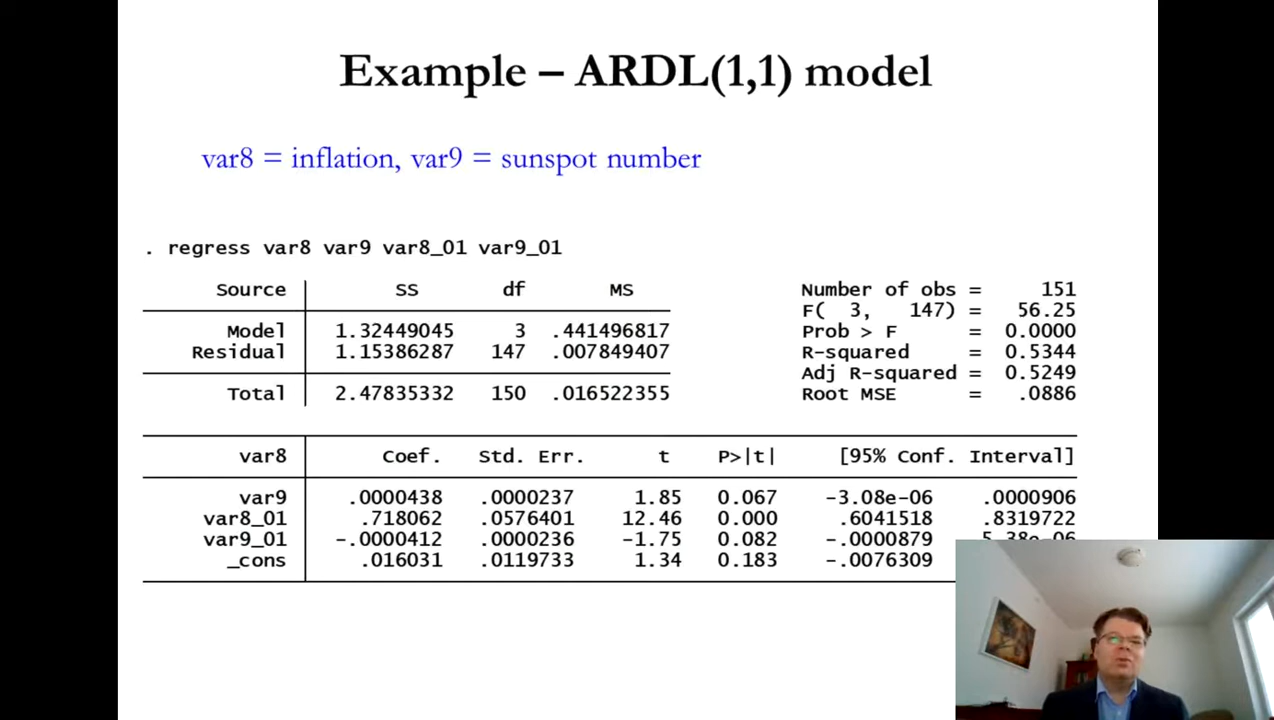 Example – ARDL(1,1) model
var8 = inflation, var9 = sunspot number
. regress var8 var9 var8_01 var9_01
Source | SS df MS Number of obs = 151
F( 3, 147) = 56.25
Model | 1.32449045 3 .441496817 Prob > F = 0.0000
Residual | 1.15386287 147 .007849407 R-squared = 0.5344
Adj R-squared = 0.5249
Total | 2.47835332 150 .016522355 Root MSE = .0886
var8 | Coef. Std. Err. t P>|t| [95% Conf. Interval]
var9 | .0000438 .0000237 1.85 0.067 -3.08e-06 .0000906
var8_01 | .718062 .0576401 12.46 0.000 .6041518 .8319722
var9_01 | -.0000412 .0000236 -1.75 0.082 -.0000879 5.38e-06
_cons | .016031 .0119733 1.34 0.183 -.0076309